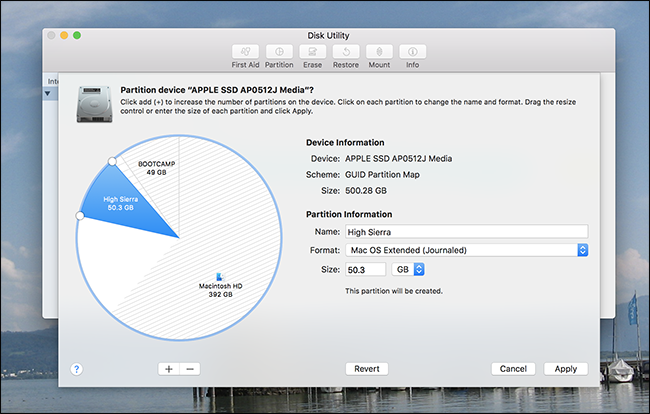 Disk Utility
First Aid
Partition
Erase
Restore
Mount
Info
Inte
Partition device “APPLE SSD AP0512J Media”?
Click add (+) to increase the number of partitions on the device. Click on each partition to change the name and format. Drag the resize
control or enter the size of each partition and click Apply.
BOOTCAMP
49 GB
High Sierra
50.3 GB
Macintosh HD
392 GB
Device Information
Device: APPLE SSD AP0512J Media
Scheme: GUID Partition Map
Size: 500.28 GB
Partition Information
Name: High Sierra
Format: Mac OS Extended (Journaled)
Size: 50.3 GB
This partition will be created.
?
+ −
Revert
Cancel
Apply